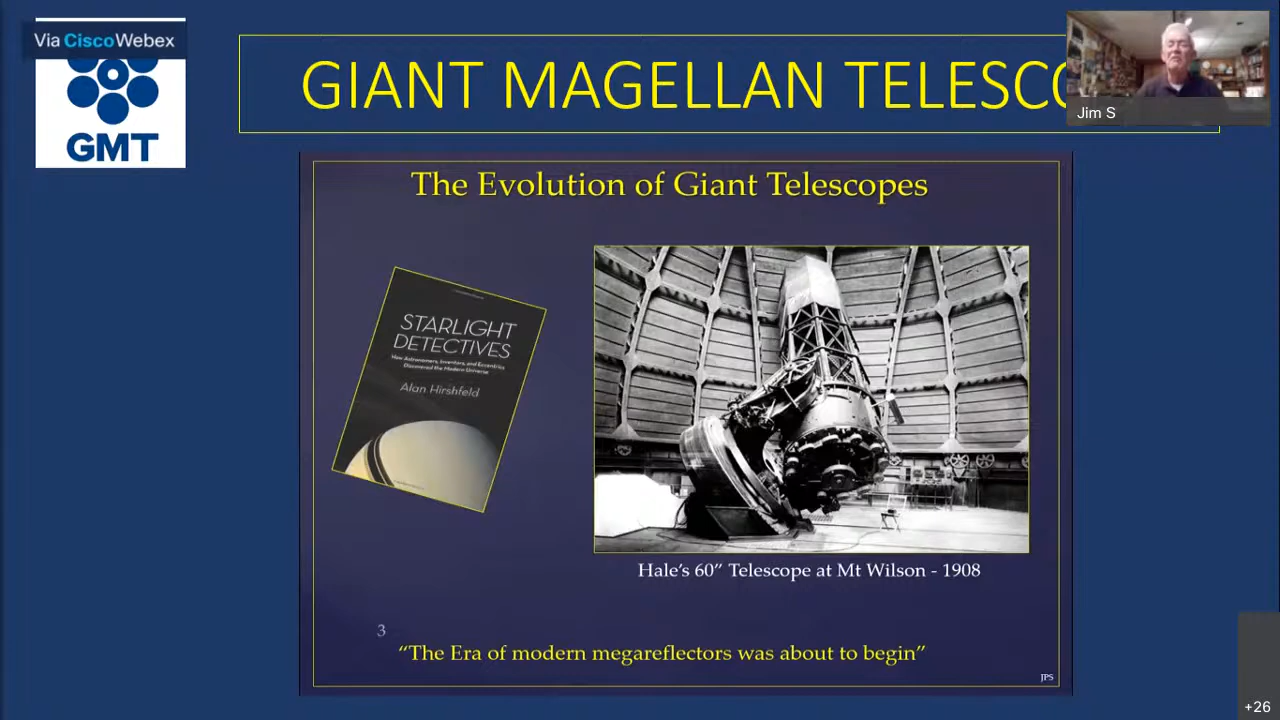 Via Cisco Webex
GMT
GIANT MAGELLAN TELESCO
Jim S
The Evolution of Giant Telescopes
STARLIGHT
DETECTIVES
How Astronomers, Inventors, and Eccentrics
Discovered the Modern Universe
Alan Hirshfeld
Hale's 60” Telescope at Mt Wilson - 1908
3
“The Era of modern megareflectors was about to begin”
JPS
+26